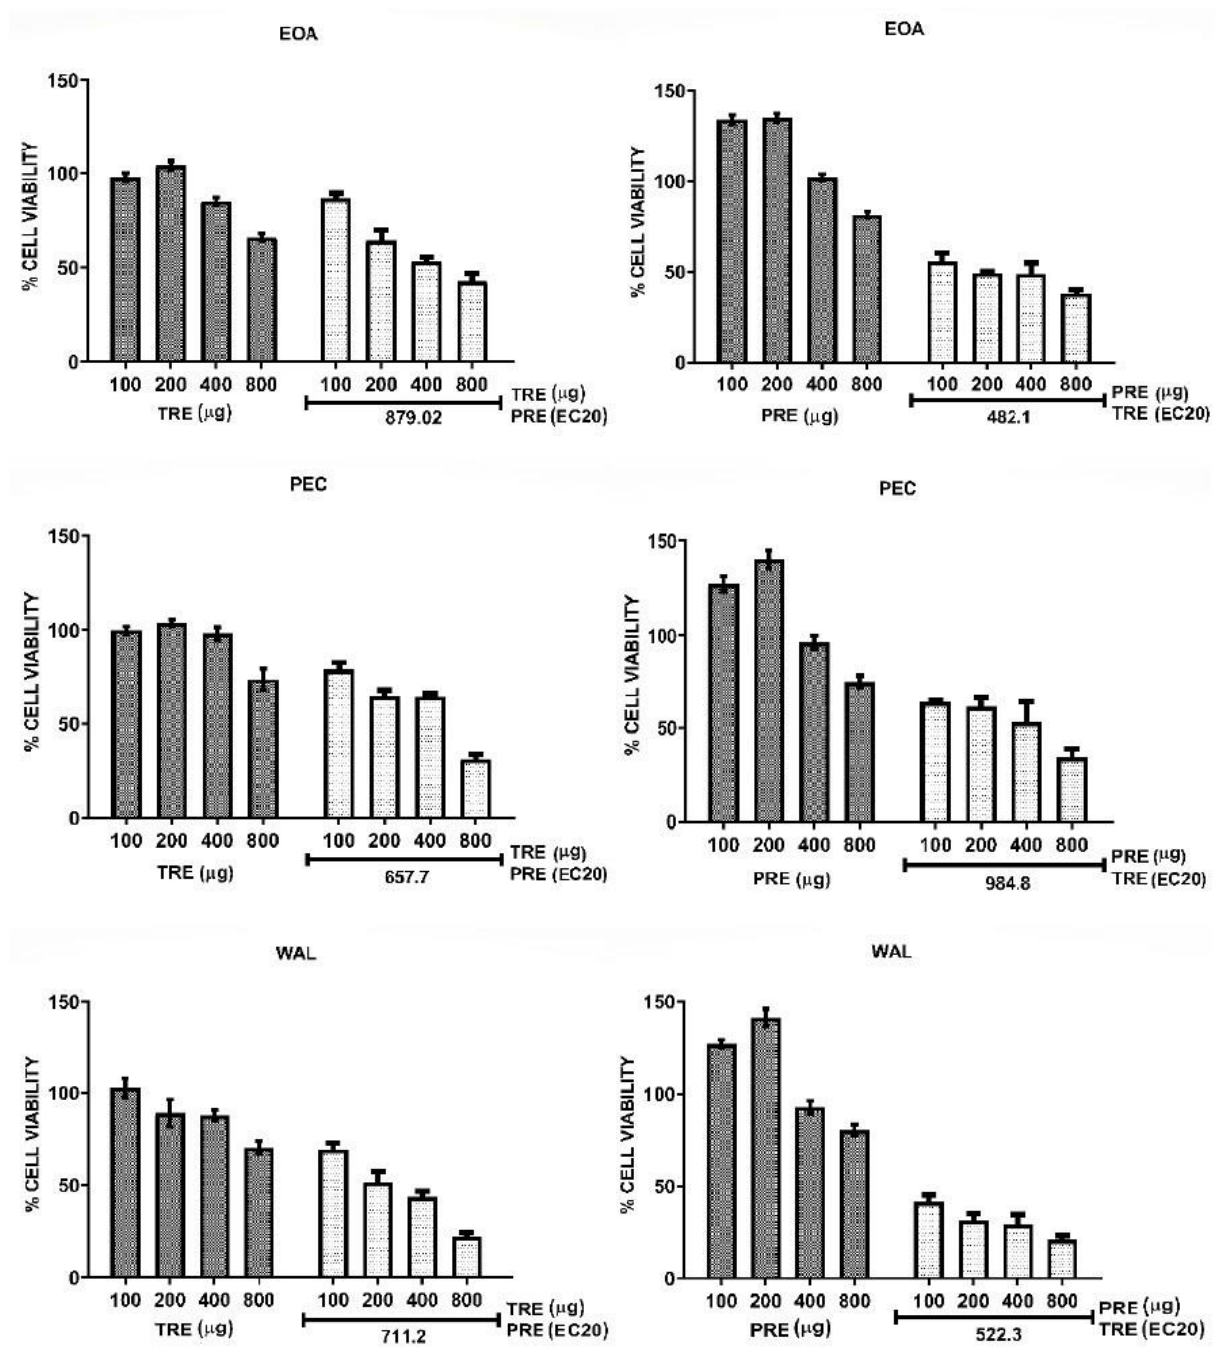 EOA
% CELL VIABILITY
150
100
50
0
100 200 400 800 100 200 400 800
TRE (μg)
TRE (μg)
879.02
PRE (EC20)
EOA
% CELL VIABILITY
150
100
50
0
100 200 400 800 100 200 400 800
PRE (μg)
PRE (μg)
482.1
TRE (EC20)
PEC
% CELL VIABILITY
150
100
50
0
100 200 400 800 100 200 400 800
TRE (μg)
TRE (μg)
657.7
PRE (EC20)
PEC
% CELL VIABILITY
150
100
50
0
100 200 400 800 100 200 400 800
PRE (μg)
PRE (μg)
984.8
TRE (EC20)
WAL
% CELL VIABILITY
150
100
50
0
100 200 400 800 100 200 400 800
TRE (μg)
TRE (μg)
711.2
PRE (EC20)
WAL
% CELL VIABILITY
150
100
50
0
100 200 400 800 100 200 400 800
PRE (μg)
PRE (μg)
522.3
TRE (EC20)